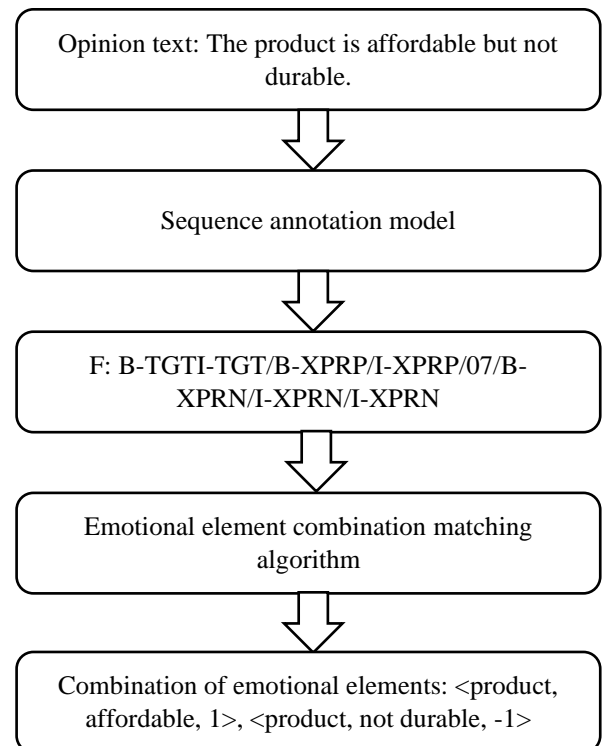 Opinion text: The product is affordable but not
durable.
Sequence annotation model
F: B-TGTI-TGT/B-XPRP/I-XPRP/07/B-
XPRN/I-XPRN/I-XPRN
Emotional element combination matching
algorithm
Combination of emotional elements: <product,
affordable, 1>, <product, not durable, -1>